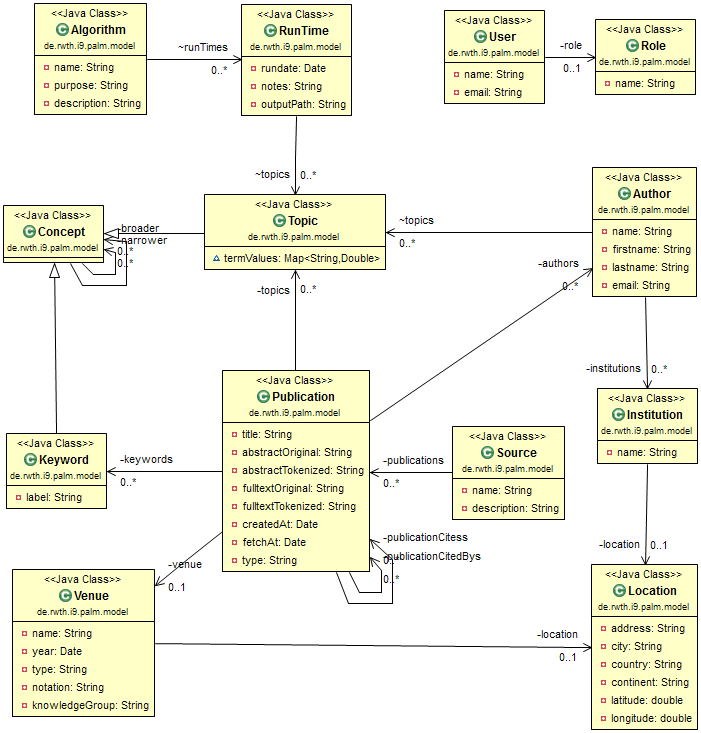 <<Java Class>>
Algorithm
de.rwth.i9.palm.model
name: String
purpose: String
description: String
~runTimes
0..*
<<Java Class>>
RunTime
de.rwth.i9.palm.model
rundate: Date
notes: String
outputPath: String
<<Java Class>>
User
de.rwth.i9.palm.model
name: String
email: String
-role
0..1
<<Java Class>>
Role
de.rwth.i9.palm.model
name: String
~topics
0..*
<<Java Class>>
Concept
de.rwth.i9.palm.model
-broader
-narrower
0..*
0..*
<<Java Class>>
Topic
de.rwth.i9.palm.model
termValues: Map<String,Double>
~topics
0..*
<<Java Class>>
Author
de.rwth.i9.palm.model
name: String
firstname: String
lastname: String
email: String
-authors
0..*
-topics
0..*
-institutions
0..*
<<Java Class>>
Publication
de.rwth.i9.palm.model
title: String
abstractOriginal: String
abstractTokenized: String
fulltextOriginal: String
fulltextTokenized: String
createdAt: Date
fetchAt: Date
type: String
<<Java Class>>
Institution
de.rwth.i9.palm.model
name: String
<<Java Class>>
Keyword
de.rwth.i9.palm.model
label: String
-keywords
0..*
-publications
0..*
<<Java Class>>
Source
de.rwth.i9.palm.model
name: String
description: String
-publicationCitess
0..*
-publicationCitedBys
0..*
-venue
0..1
-location
0..1
<<Java Class>>
Venue
de.rwth.i9.palm.model
name: String
year: Date
type: String
notation: String
knowledgeGroup: String
-location
0..1
<<Java Class>>
Location
de.rwth.i9.palm.model
address: String
city: String
country: String
continent: String
latitude: double
longitude: double